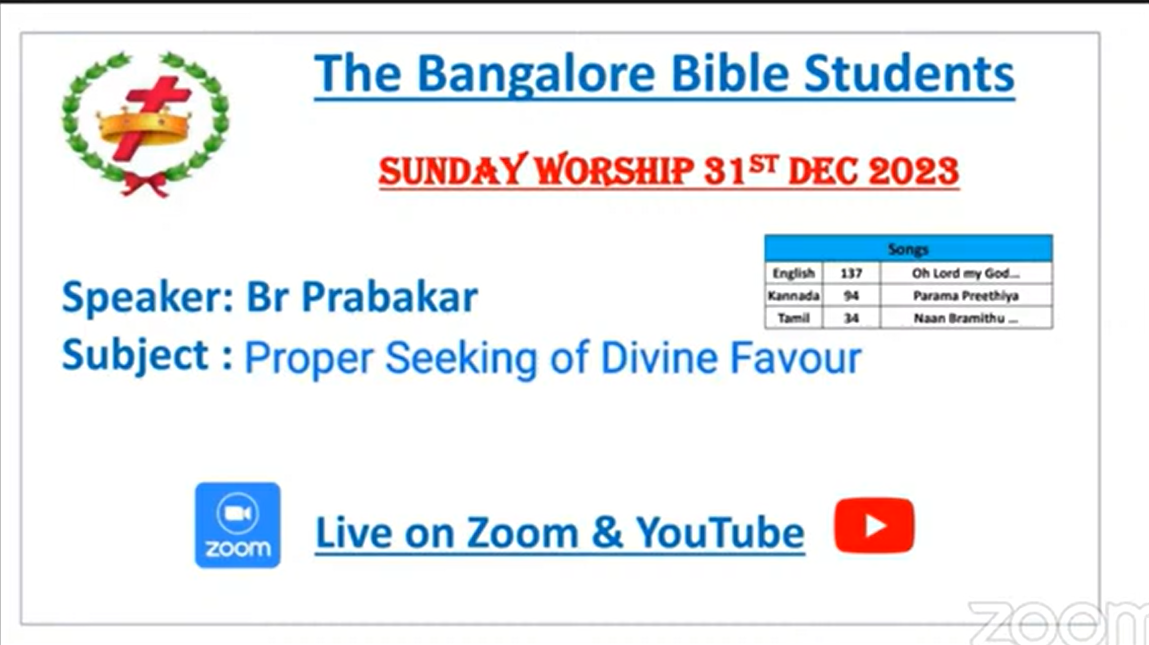 The Bangalore Bible Students
SUNDAY WORSHIP 31ST DEC 2023
Songs
English 137 Oh Lord my God...
Kannada 94 Parama Preethiya
Tamil 34 Naan Bramithu ...
Speaker: Br Prabakar
Subject : Proper Seeking of Divine Favour
zoom
Live on Zoom & YouTube
zoom